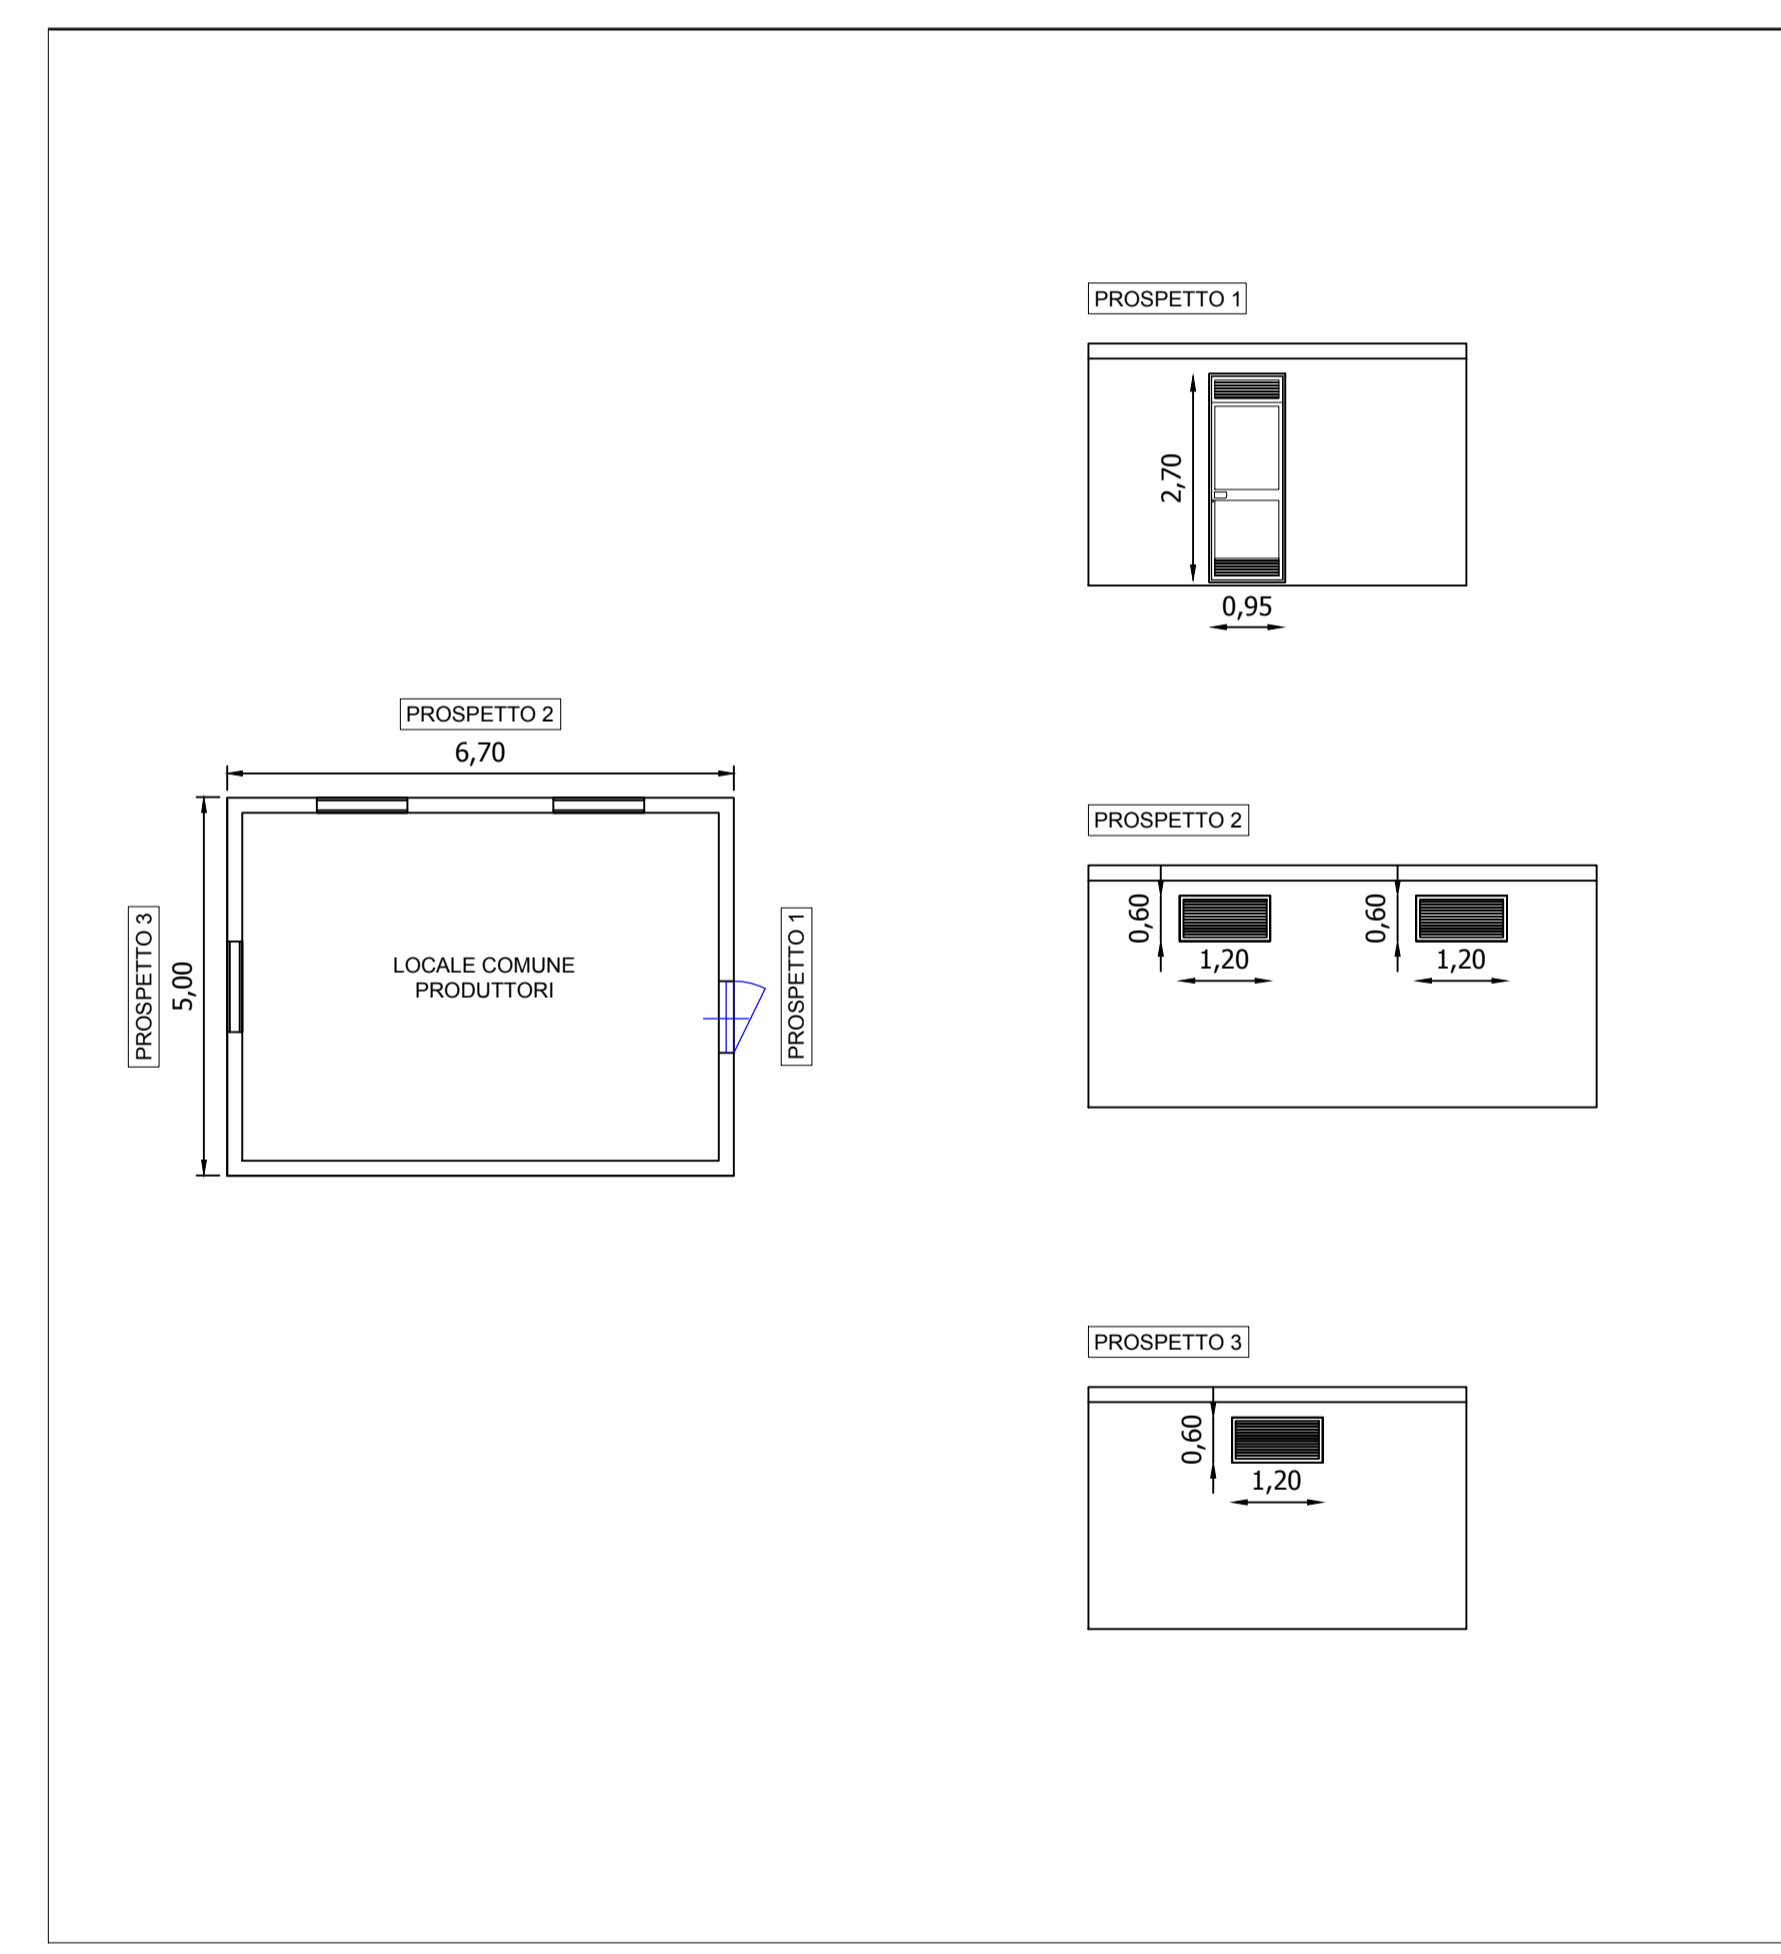 PROSPETTO 1
2,70
0,95
PROSPETTO 2
6,70
PROSPETTO 3
5,00
LOCALE COMUNE
PRODUTTORI
PROSPETTO 1
PROSPETTO 2
0,60
1,20
0,60
1,20
PROSPETTO 3
0,60
1,20